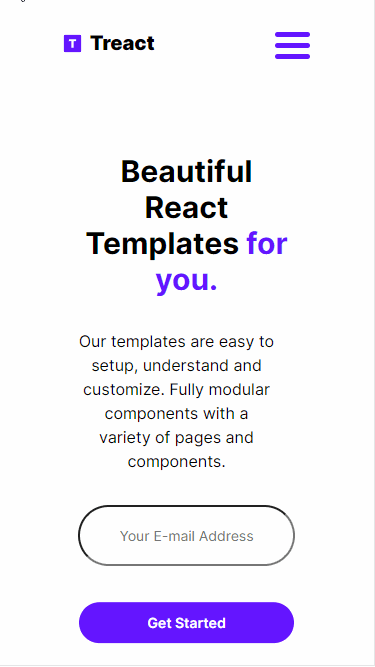 T Treact
Beautiful
React
Templates for
you.
Our templates are easy to
setup, understand and
customize. Fully modular
components with a
variety of pages and
components.
Your E-mail Address
Get Started